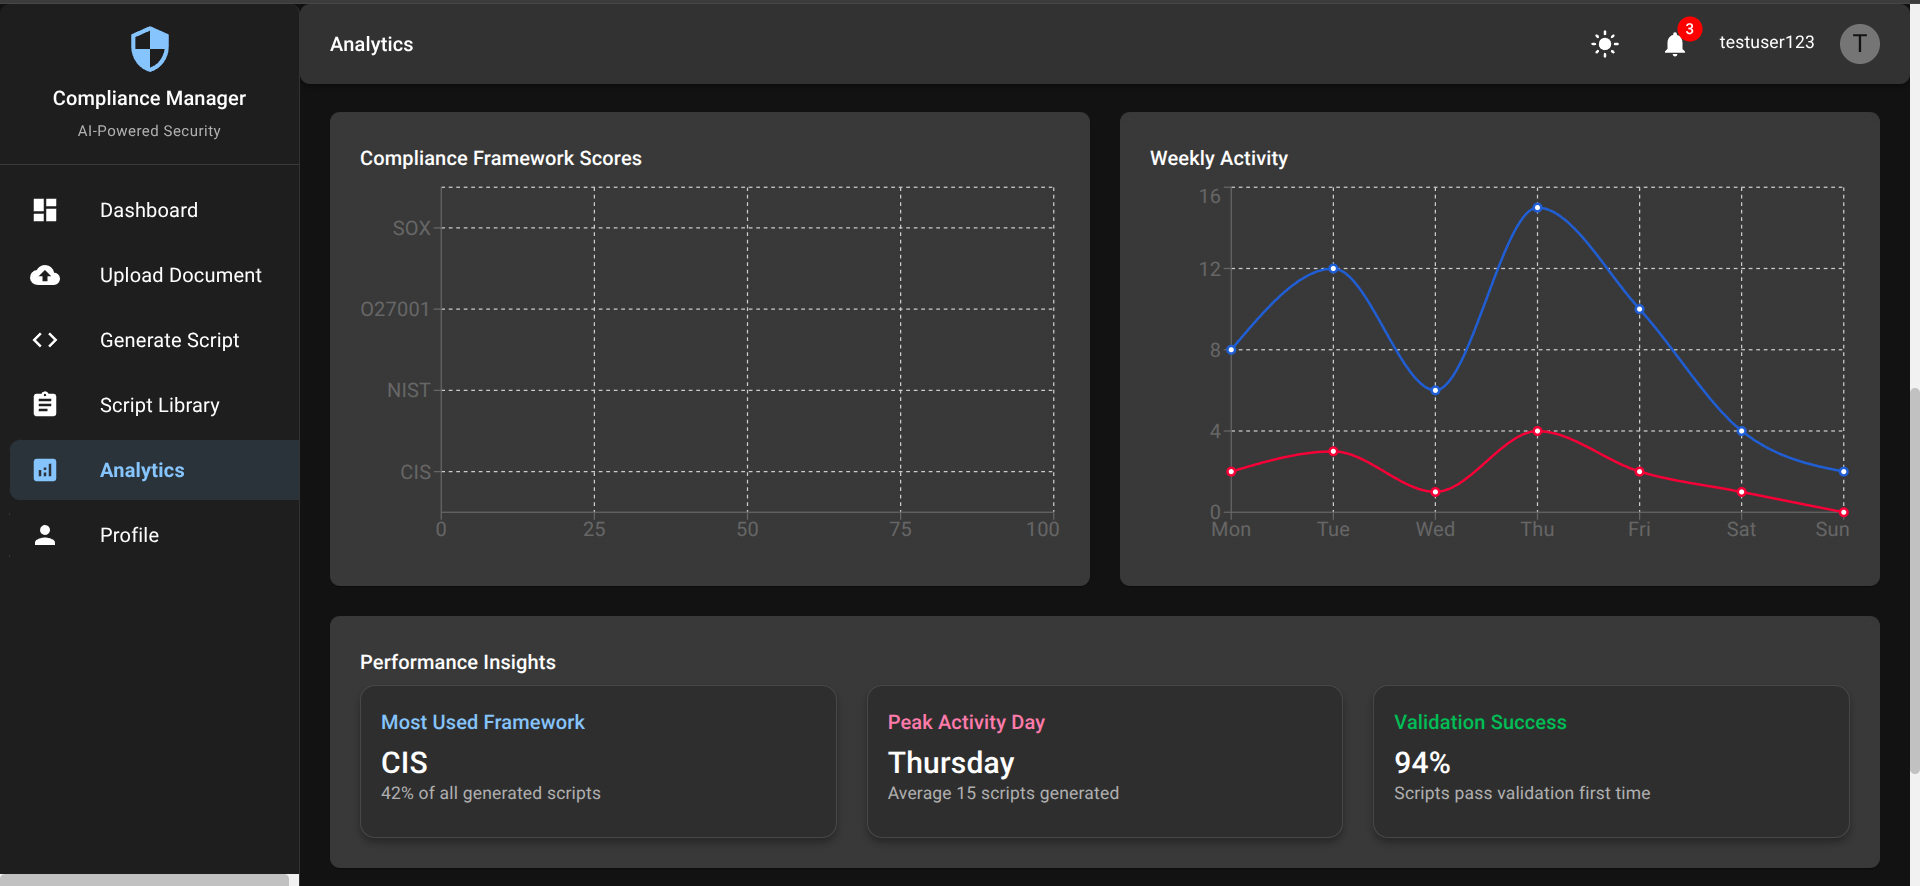 Compliance Manager
AI-Powered Security
Dashboard
Upload Document
Generate Script
Script Library
Analytics
Profile
Analytics
3
testuser123
T
Compliance Framework Scores
SOX
O27001
NIST
CIS
0 25 50 75 100
Weekly Activity
16
12
8
4
0
Mon Tue Wed Thu Fri Sat Sun
Performance Insights
Most Used Framework
CIS
42% of all generated scripts
Peak Activity Day
Thursday
Average 15 scripts generated
Validation Success
94%
Scripts pass validation first time